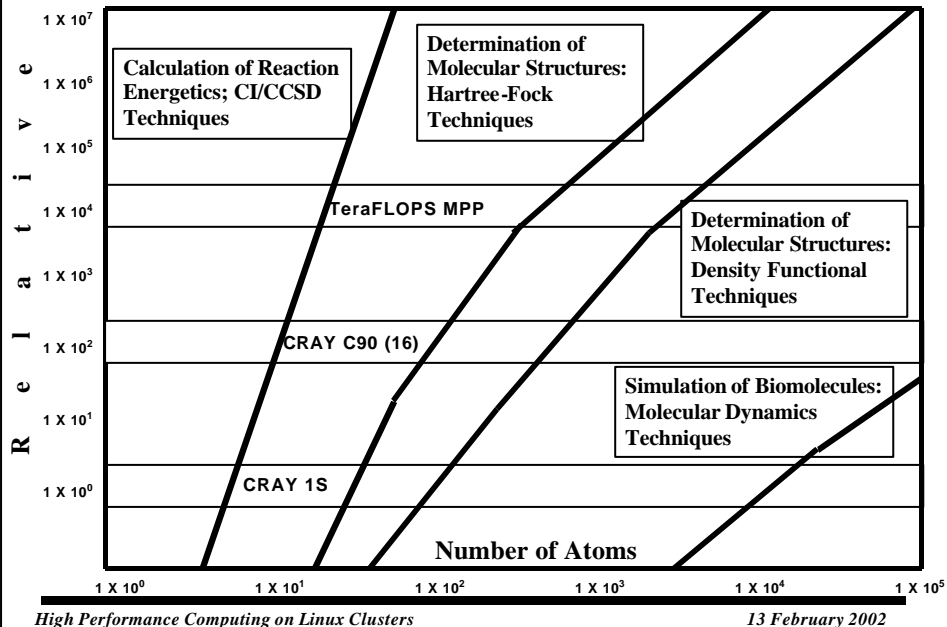 Relative
1 X 10⁷
1 X 10⁶
1 X 10⁵
1 X 10⁴
1 X 10³
1 X 10²
1 X 10¹
1 X 10⁰
Calculation of Reaction
Energetics; CI/CCSD
Techniques
Determination of
Molecular Structures:
Hartree-Fock
Techniques
TeraFLOPS MPP
Determination of
Molecular Structures:
Density Functional
Techniques
CRAY C90 (16)
Simulation of Biomolecules:
Molecular Dynamics
Techniques
CRAY 1S
Number of Atoms
1 X 10⁰ 1 X 10¹ 1 X 10² 1 X 10³ 1 X 10⁴ 1 X 10⁵
High Performance Computing on Linux Clusters 13 February 2002